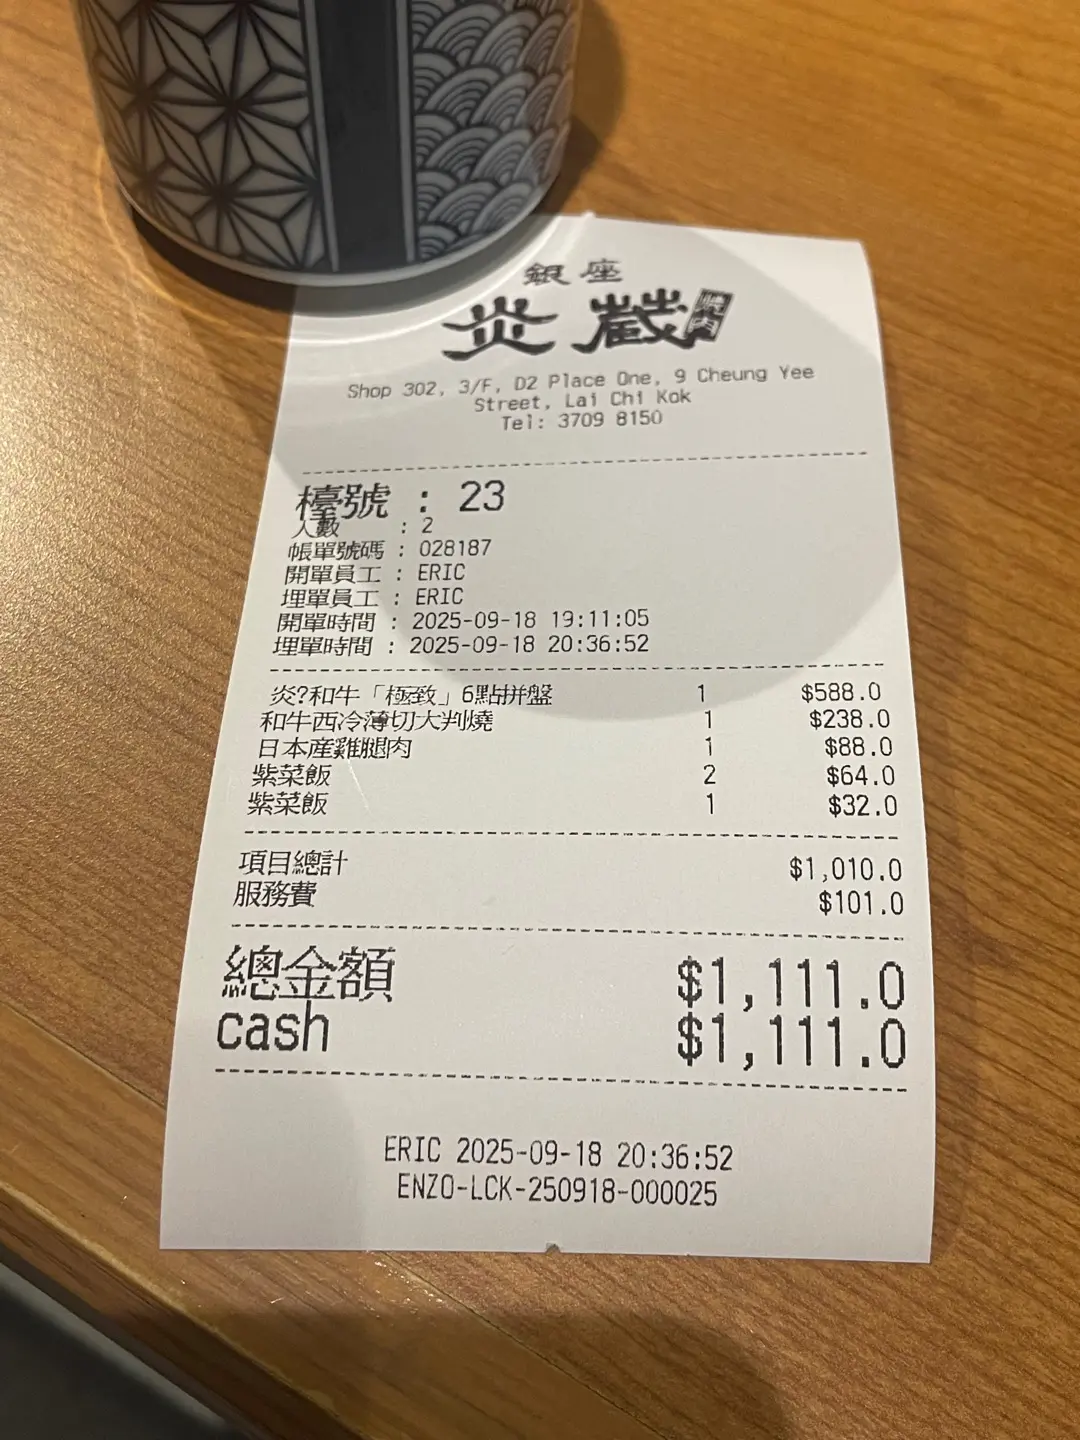 銀座
炎蔵 焼肉
Shop 302, 3/F, D2 Place One, 9 Cheung Yee
Street, Lai Chi Kok
Tel: 3709 8150
檯號 : 23
人數 : 2
帳單號碼 : 028187
開單員工 : ERIC
埋單員工 : ERIC
開單時間 : 2025-09-18 19:11:05
埋單時間 : 2025-09-18 20:36:52
炎?和牛「極致」6點拼盤 1 $588.0
和牛西冷薄切大判燒 1 $238.0
日本產雞腿肉 1 $88.0
紫菜飯 2 $64.0
紫菜飯 1 $32.0
項目總計 $1,010.0
服務費 $101.0
總金額 $1,111.0
cash $1,111.0
ERIC 2025-09-18 20:36:52
ENZO-LCK-250918-000025